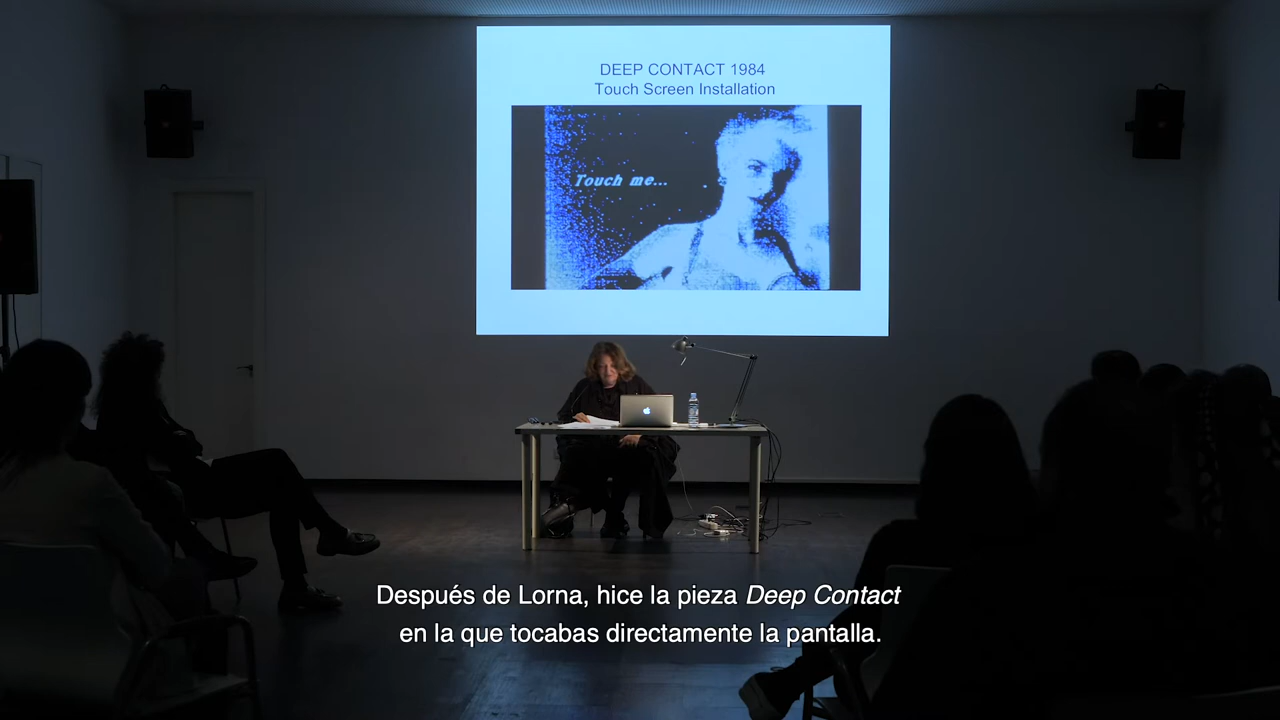 DEEP CONTACT 1984
Touch Screen Installation
Touch me...
Después de Lorna, hice la pieza Deep Contact
en la que tocabas directamente la pantalla.